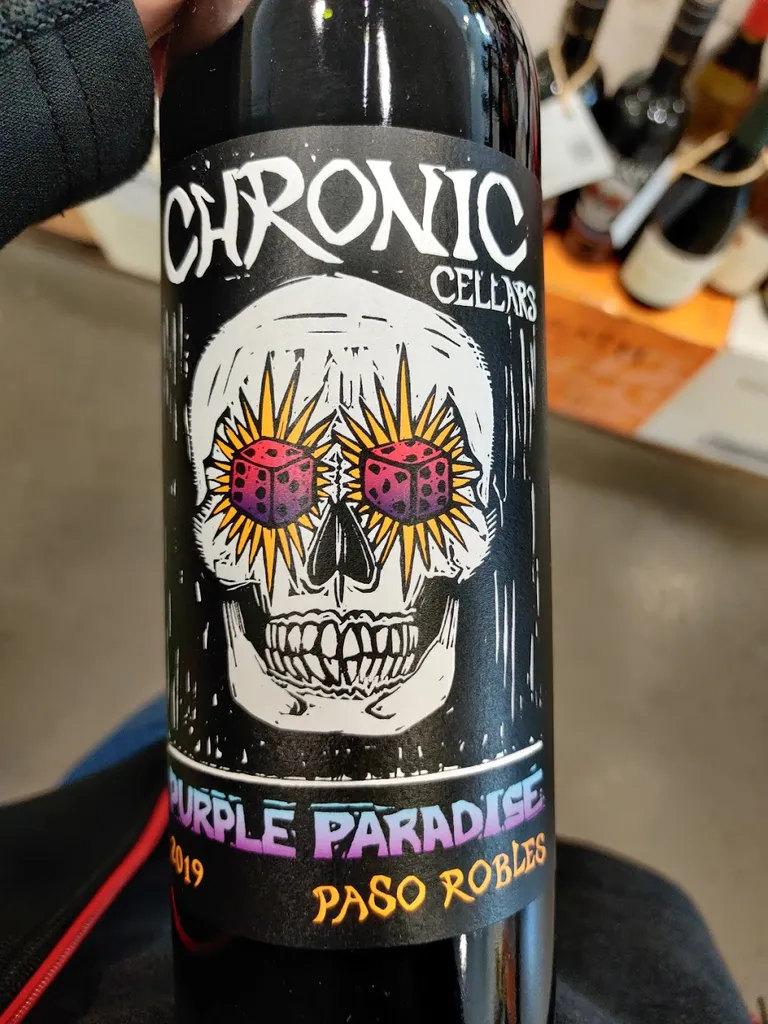 CHRONIC
CELLARS
PURPLE PARADISE
2019
PASO ROBLES